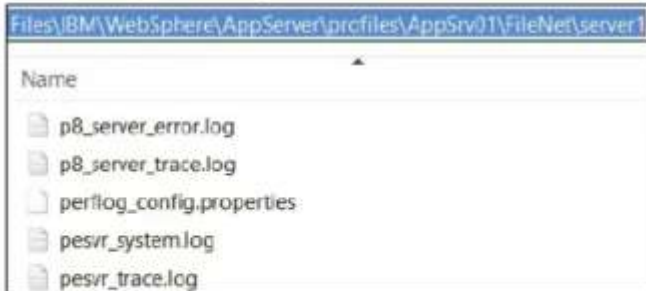 Files\IBM\WebSphere\AppServer\profiles\AppSrv01\FileNet\server1
Name
p8_server_error.log
p8_server_trace.log
perflog_config.properties
pesvr_system.log
pesvr_trace.log